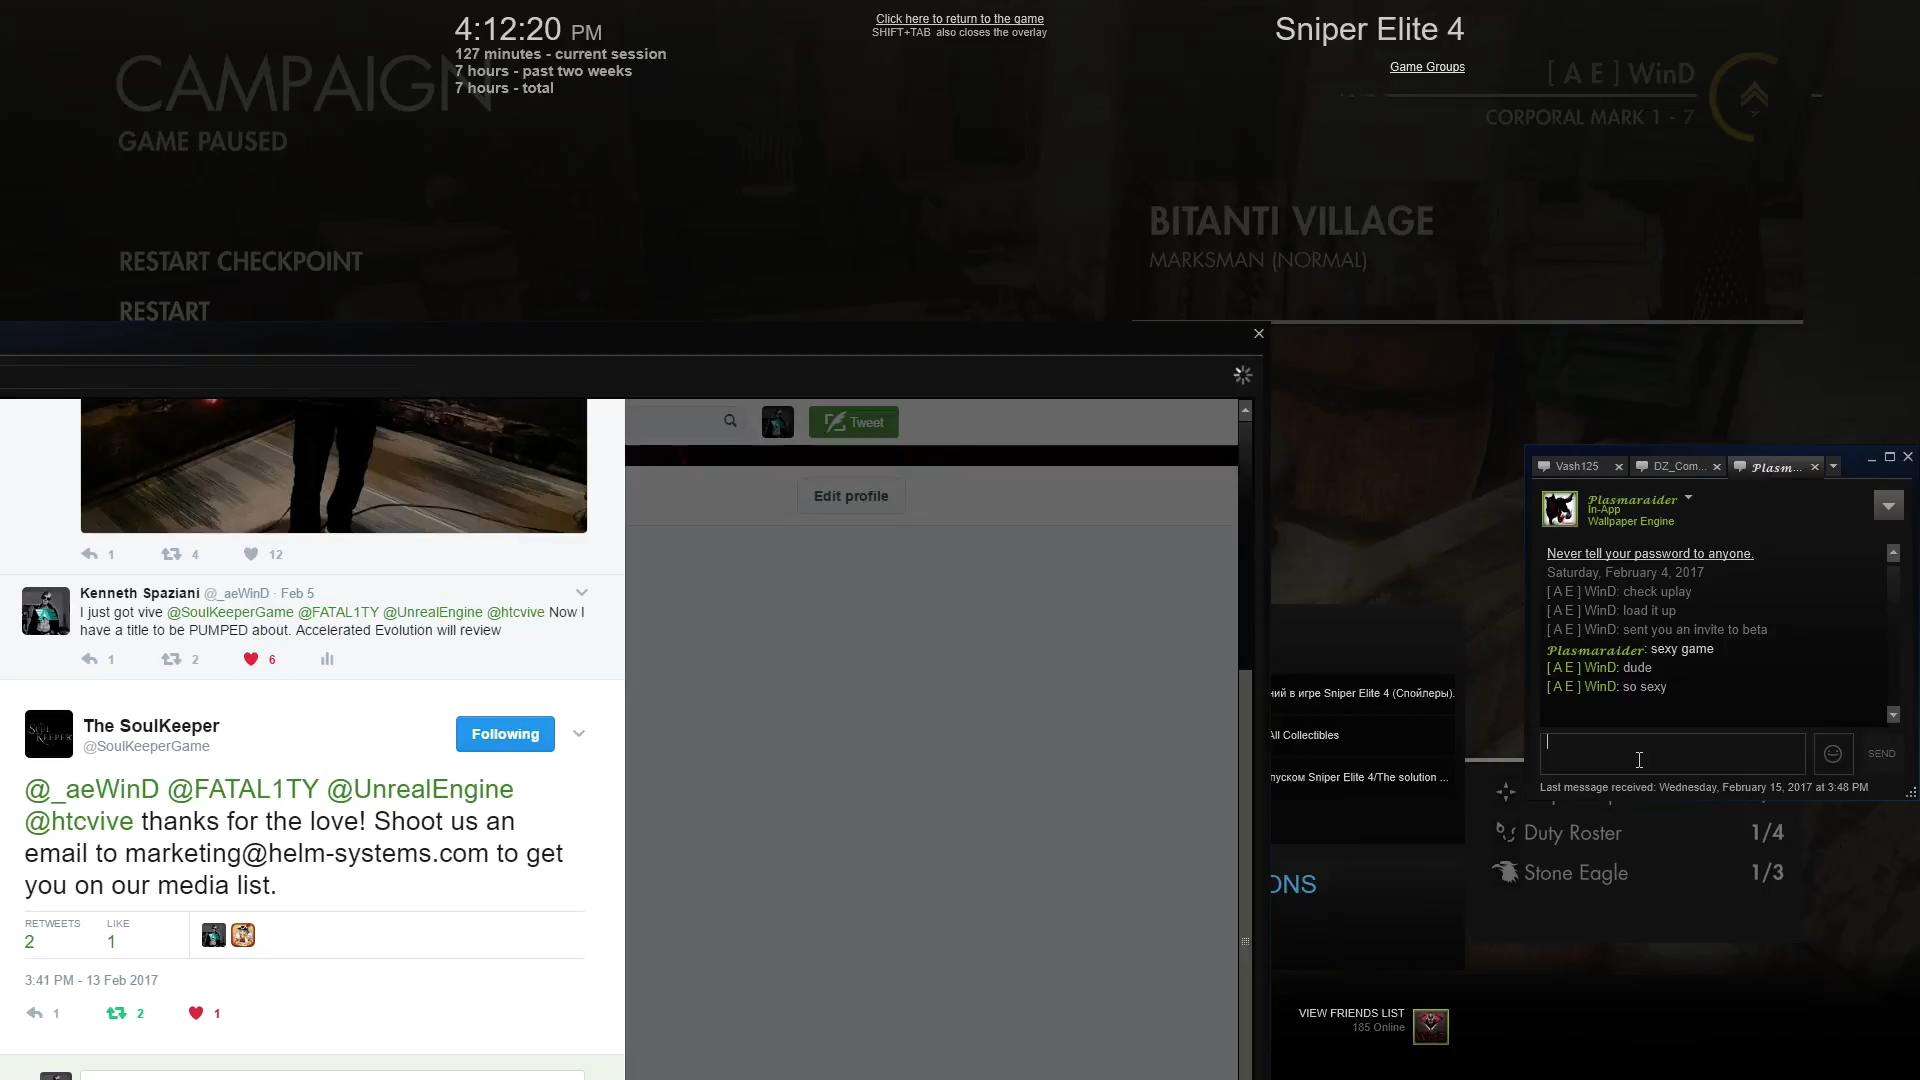 4:12:20 PM
127 minutes - current session
7 hours - past two weeks
7 hours - total
Click here to return to the game
SHIFT+TAB also closes the overlay
Sniper Elite 4
Game Groups
CAMPAIGN
GAME PAUSED
[ A E ] WinD
CORPORAL MARK 1 - 7
RESTART CHECKPOINT
RESTART
BITANTI VILLAGE
MARKSMAN (NORMAL)
Tweet
Edit profile
1 4 12
Kenneth Spaziani @_aeWinD · Feb 5
I just got vive @SoulKeeperGame @FATAL1TY @UnrealEngine @htcvive Now I
have a title to be PUMPED about. Accelerated Evolution will review
1 2 6
SOUL KEEPER
The SoulKeeper
@SoulKeeperGame
Following
@_aeWinD @FATAL1TY @UnrealEngine
@htcvive thanks for the love! Shoot us an
email to marketing@helm-systems.com to get
you on our media list.
RETWEETS LIKE
2 1
3:41 PM - 13 Feb 2017
1 2 1
ний в игре Sniper Elite 4 (Спойлеры).
All Collectibles
пуском Sniper Elite 4/The solution ...
ONS
Vash125 DZ_Com... Plasm...
Plasmaraider
In-App
Wallpaper Engine
Never tell your password to anyone.
Saturday, February 4, 2017
[ A E ] WinD: check uplay
[ A E ] WinD: load it up
[ A E ] WinD: sent you an invite to beta
Plasmaraider: sexy game
[ A E ] WinD: dude
[ A E ] WinD: so sexy
SEND
Last message received: Wednesday, February 15, 2017 at 3:48 PM
Duty Roster 1/4
Stone Eagle 1/3
VIEW FRIENDS LIST
185 Online